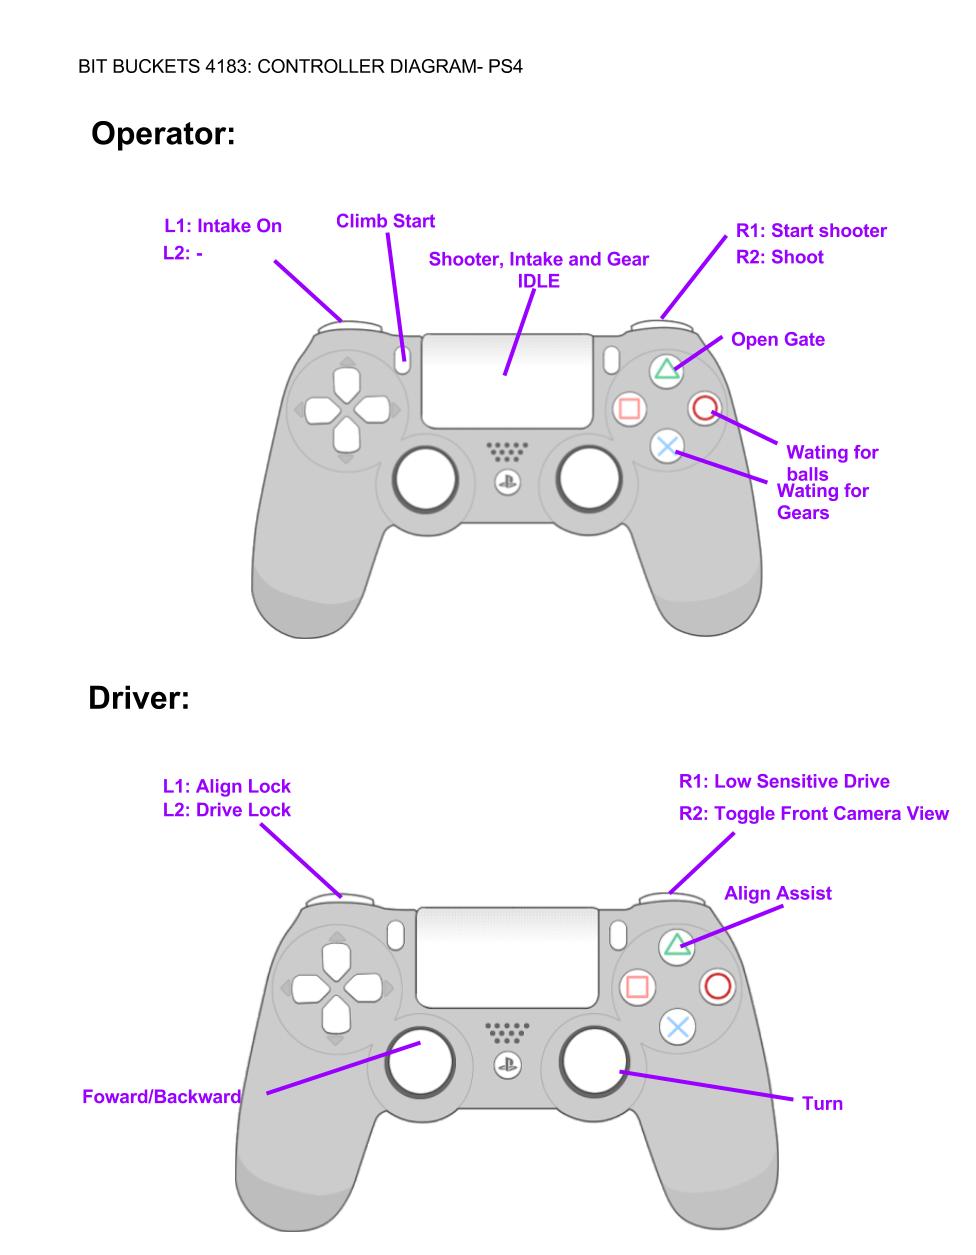 BIT BUCKETS 4183: CONTROLLER DIAGRAM- PS4
Operator:
L1: Intake On
L2: -
Climb Start
Shooter, Intake and Gear
IDLE
R1: Start shooter
R2: Shoot
Open Gate
Wating for
balls
Wating for
Gears
Driver:
L1: Align Lock
L2: Drive Lock
R1: Low Sensitive Drive
R2: Toggle Front Camera View
Align Assist
Foward/Backward
Turn